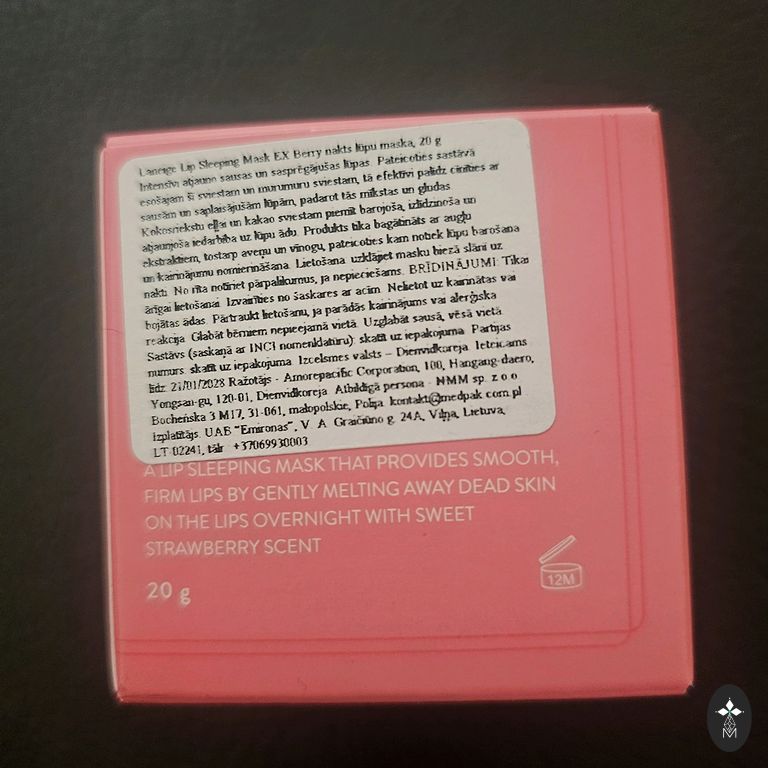 Laneige Lip Sleeping Mask EX Berry nakts lūpu maska, 20 g
Intensīvi atjauno sausas un sasprēgājušas lūpas. Pateicoties sastāvā
esošajam šī sviestam un murumuru sviestam, tā efektīvi palīdz cīnīties ar
sausām un saplaisājušām lūpām, padarot tās mīkstas un gludas.
Kokosriekstu eļļai un kakao sviestam piemīt barojoša, izlīdzinoša un
atjaunojoša iedarbība uz lūpu ādu. Produkts tika bagātināts ar augļu
ekstraktiem, tostarp aveņu un vīnogu, pateicoties kam notiek lūpu barošana
un kairinājumu nomierināšana. Lietošana: uzklājiet masku biezā slānī uz
nakti. No rīta notīriet pārpalikumus, ja nepieciešams. BRĪDINĀJUMI: Tikai
ārīgai lietošanai. Izvairīties no saskares ar acīm. Nelietot uz kairinātas vai
bojātas ādas. Pārtraukt lietošanu, ja parādās kairinājums vai alerģiska
reakcija. Glabāt bērniem nepieejamā vietā. Uzglabāt sausā, vēsā vietā.
Sastāvs (saskaņā ar INCI nomenklatūru): skatīt uz iepakojuma. Partijas
numurs: skatīt uz iepakojuma. Izcelsmes valsts – Dienvidkoreja. Ieteicams
līdz: 21/01/2028 Ražotājs - Amorepacific Corporation, 100, Hangang-daero,
Yongsan-gu, 120-01, Dienvidkoreja. Atbildīgā persona - NMM sp. z o o
Bocheńska 3 M17, 31-061, małopolskie, Polija. kontakt@medpak.com.pl
Izplatītājs: UAB "Emironas", V. A. Graičiūno g. 24A, Viļņa, Lietuva,
LT-02241, tālr. +37069930003
A LIP SLEEPING MASK THAT PROVIDES SMOOTH,
FIRM LIPS BY GENTLY MELTING AWAY DEAD SKIN
ON THE LIPS OVERNIGHT WITH SWEET
STRAWBERRY SCENT
20 g
12M
M